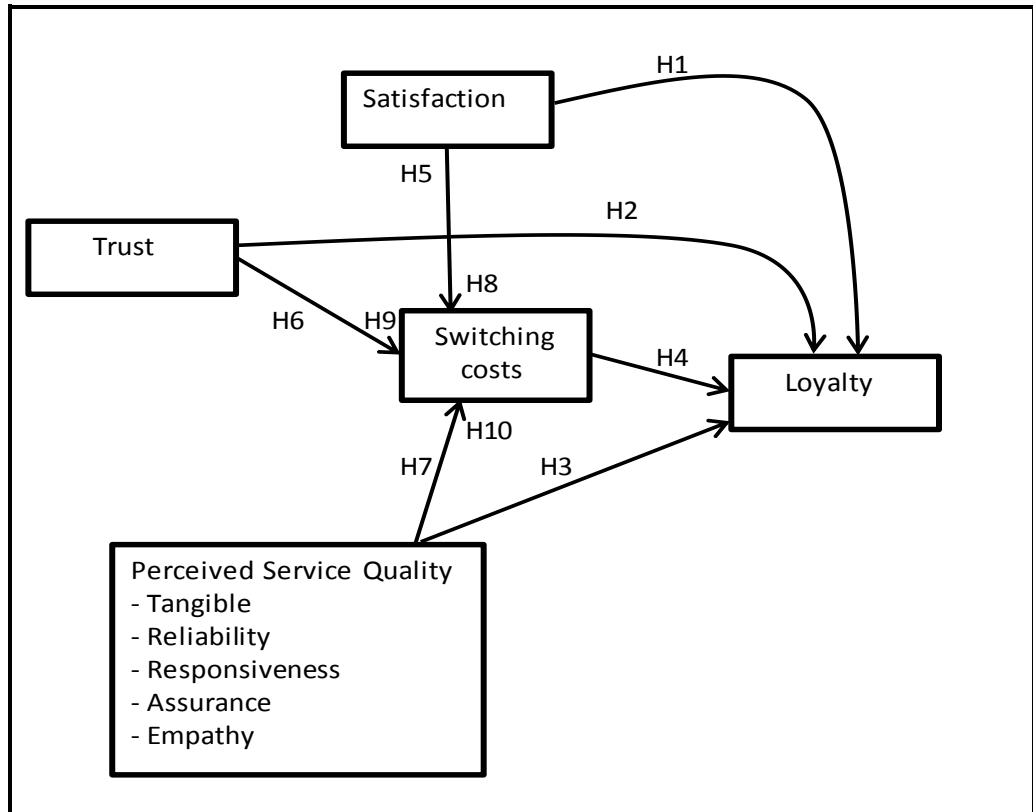 H1
Satisfaction
H5
H2
Trust
H8
H6
H9
Switching
costs
H4
Loyalty
H10
H7
H3
Perceived Service Quality
- Tangible
- Reliability
- Responsiveness
- Assurance
- Empathy